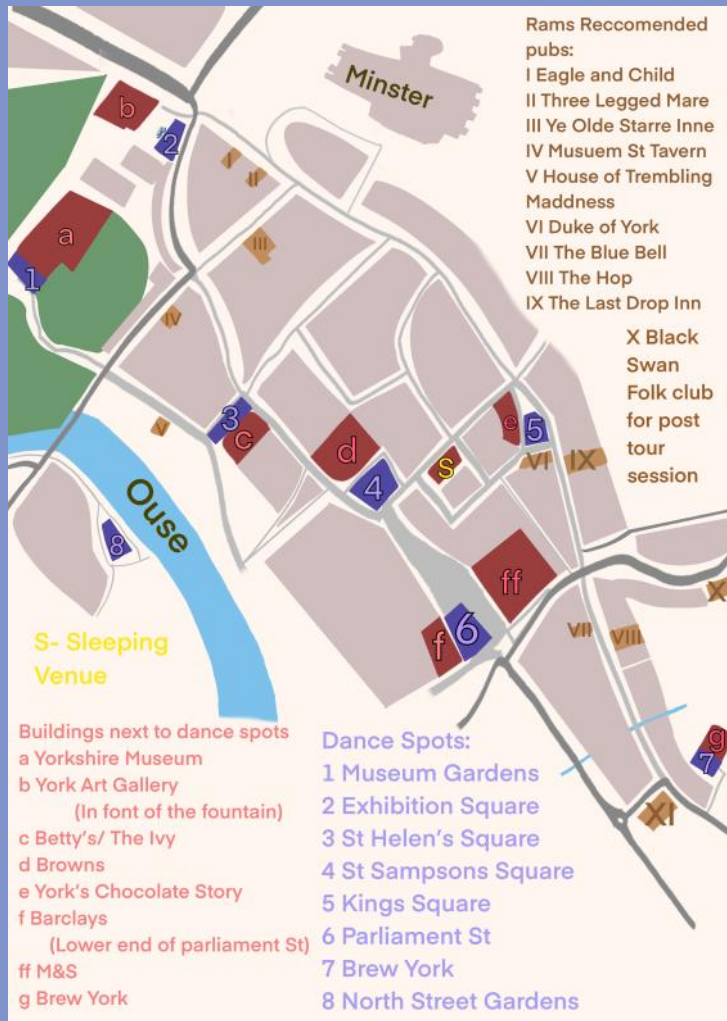 Rams Reccomended
pubs:
I Eagle and Child
II Three Legged Mare
III Ye Olde Starre Inne
IV Musuem St Tavern
V House of Trembling
Maddness
VI Duke of York
VII The Blue Bell
VIII The Hop
IX The Last Drop Inn
X Black
Swan
Folk club
for post
tour
session
Minster
b
2
I
II
a
III
1
IV
3
c
V
d
e
5
S
VI
IX
4
Ouse
8
ff
X
f
6
VII
VIII
g
7
XI
S- Sleeping
Venue
Buildings next to dance spots
a Yorkshire Museum
b York Art Gallery
(In font of the fountain)
c Betty's/ The Ivy
d Browns
e York's Chocolate Story
f Barclays
(Lower end of parliament St)
ff M&S
g Brew York
Dance Spots:
1 Museum Gardens
2 Exhibition Square
3 St Helen's Square
4 St Sampsons Square
5 Kings Square
6 Parliament St
7 Brew York
8 North Street Gardens